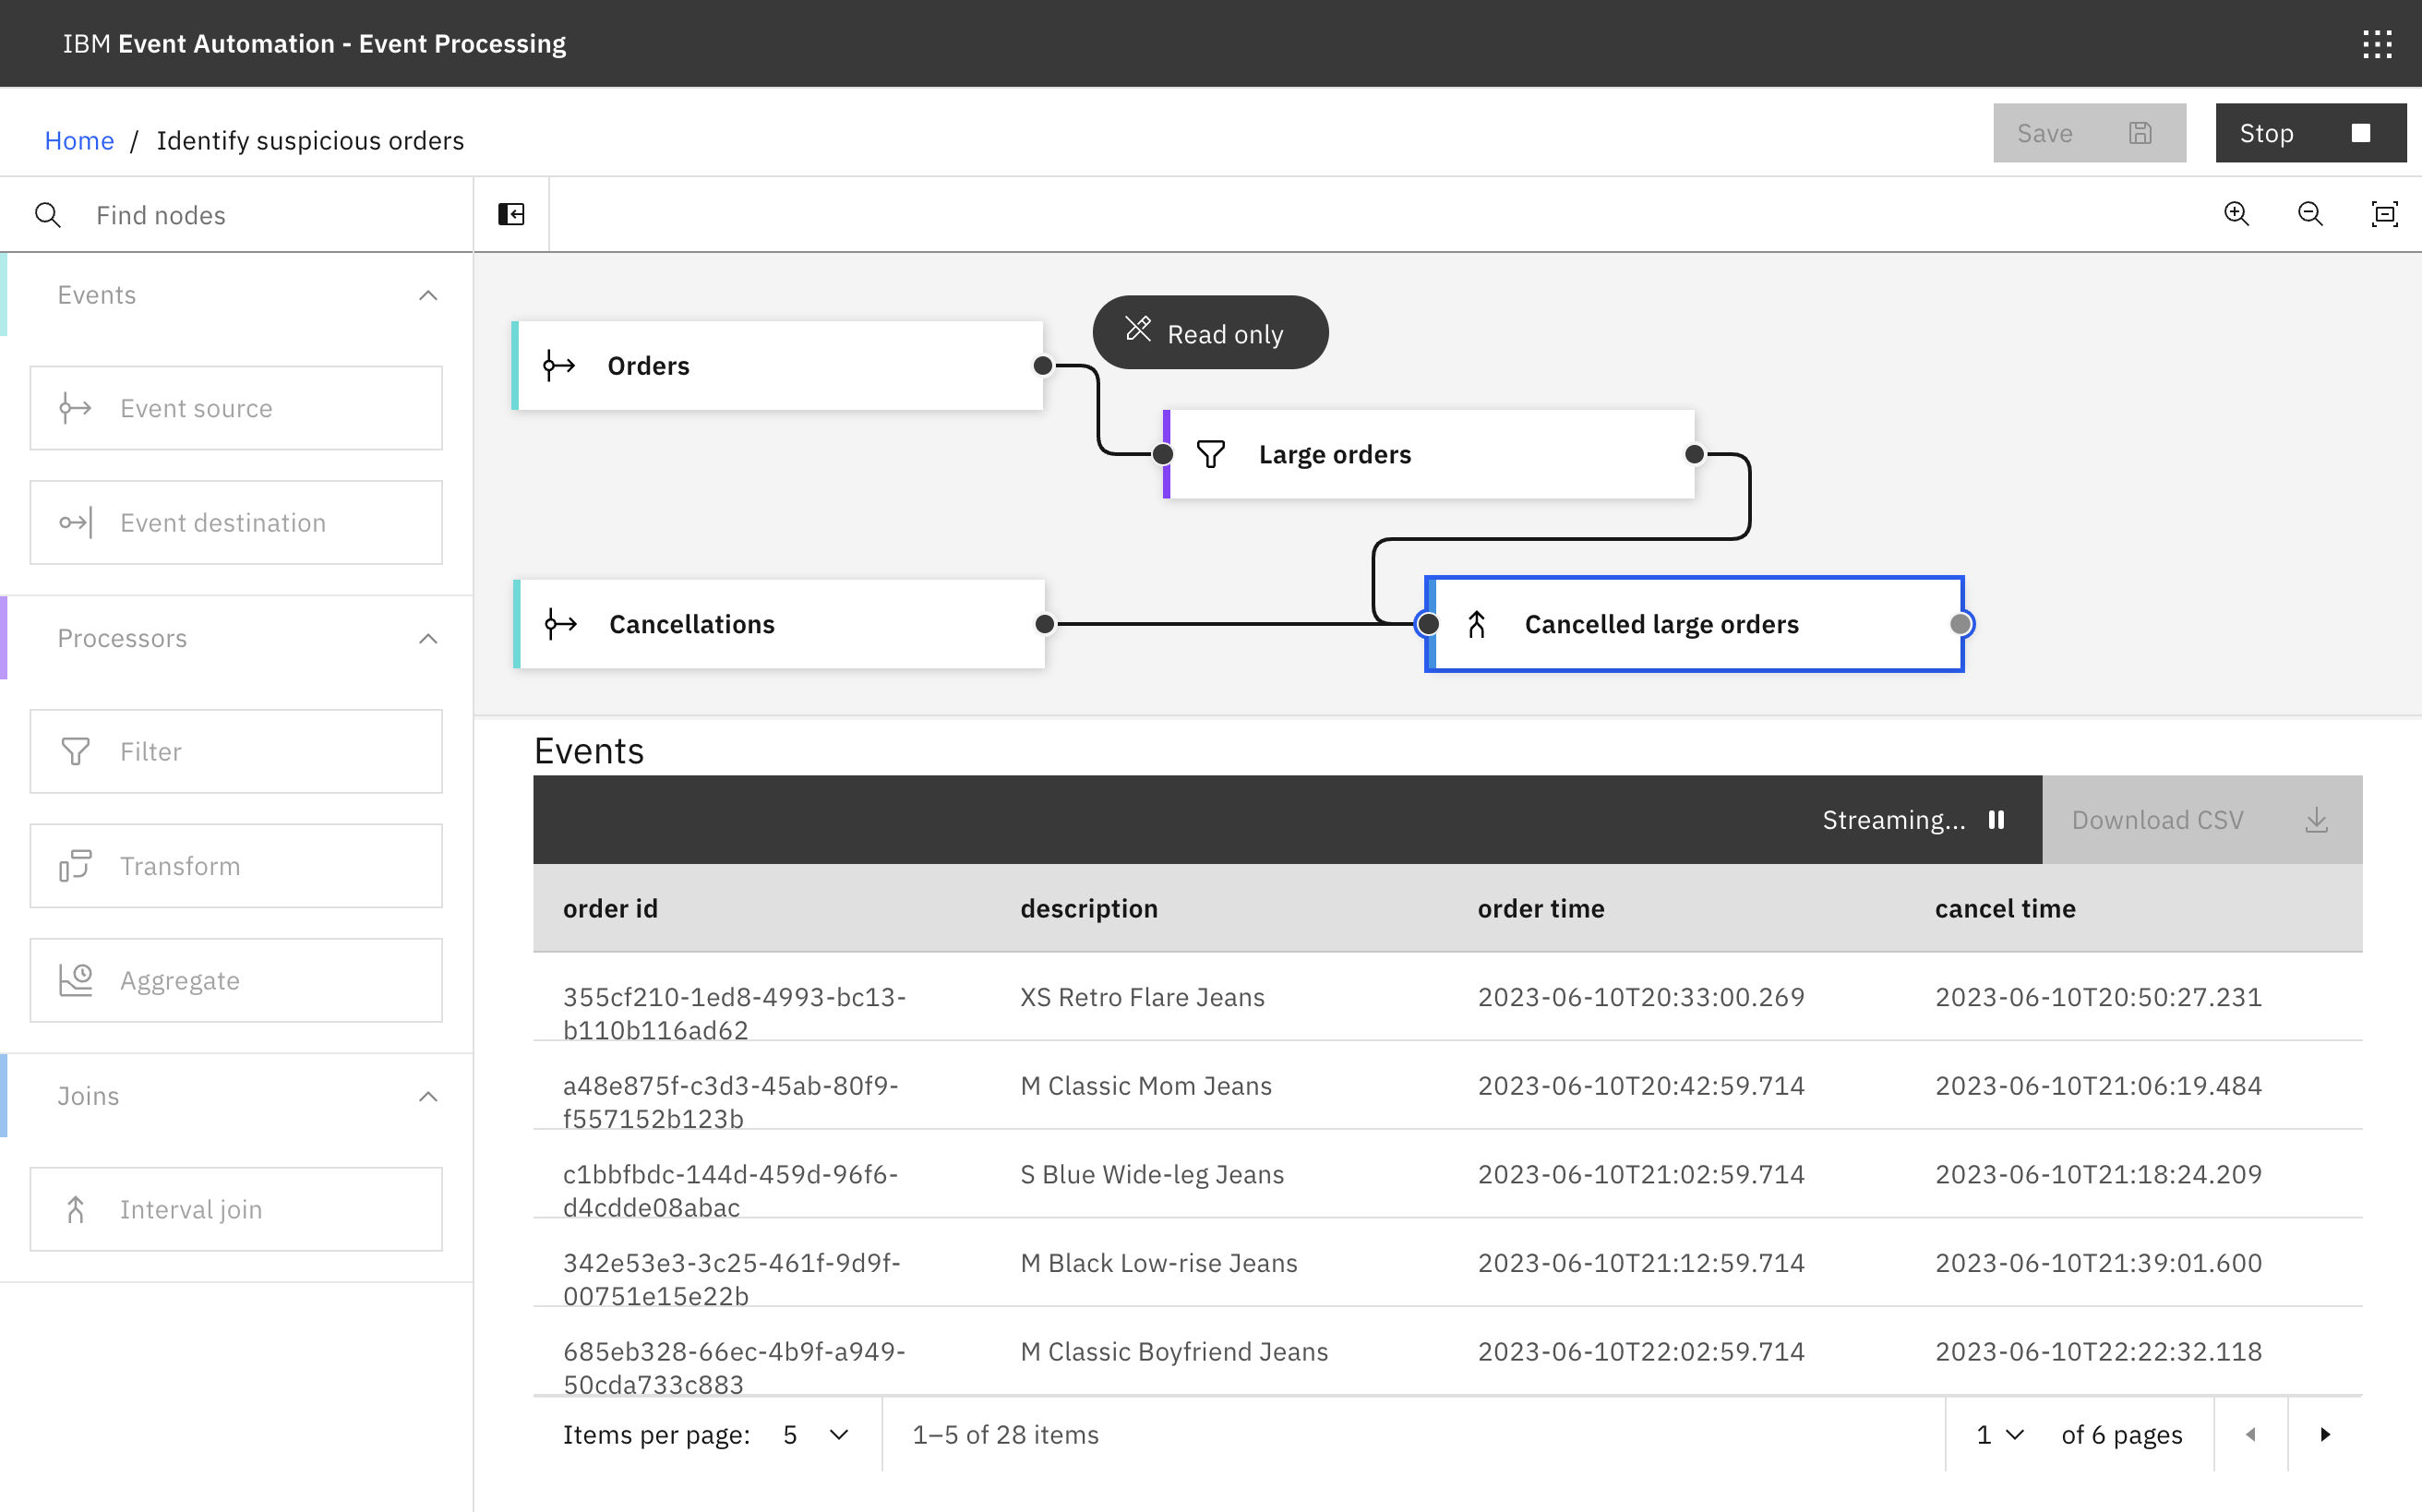 IBM Event Automation - Event Processing
Home / Identify suspicious orders
Save
Stop
Find nodes
Events
Event source
Event destination
Processors
Filter
Transform
Aggregate
Joins
Interval join
Read only
Orders
Large orders
Cancellations
Cancelled large orders
Events
Streaming...
Download CSV
order id description order time cancel time
355cf210-1ed8-4993-bc13- XS Retro Flare Jeans 2023-06-10T20:33:00.269 2023-06-10T20:50:27.231
b110b116ad62
a48e875f-c3d3-45ab-80f9- M Classic Mom Jeans 2023-06-10T20:42:59.714 2023-06-10T21:06:19.484
f557152b123b
c1bbfbdc-144d-459d-96f6- S Blue Wide-leg Jeans 2023-06-10T21:02:59.714 2023-06-10T21:18:24.209
d4cdde08abac
342e53e3-3c25-461f-9d9f- M Black Low-rise Jeans 2023-06-10T21:12:59.714 2023-06-10T21:39:01.600
00751e15e22b
685eb328-66ec-4b9f-a949- M Classic Boyfriend Jeans 2023-06-10T22:02:59.714 2023-06-10T22:22:32.118
50cda733c883
Items per page: 5 1–5 of 28 items 1 of 6 pages